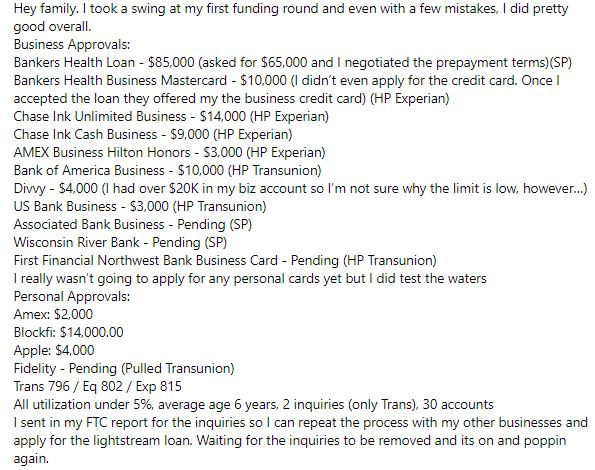 Hey family. I took a swing at my first funding round and even with a few mistakes, I did pretty
good overall.
Business Approvals:
Bankers Health Loan - $85,000 (asked for $65,000 and I negotiated the prepayment terms)(SP)
Bankers Health Business Mastercard - $10,000 (I didn't even apply for the credit card. Once I
accepted the loan they offered my the business credit card) (HP Experian)
Chase Ink Unlimited Business - $14,000 (HP Experian)
Chase Ink Cash Business - $9,000 (HP Experian)
AMEX Business Hilton Honors - $3,000 (HP Experian)
Bank of America Business - $10,000 (HP Transunion)
Divvy - $4,000 (I had over $20K in my biz account so I'm not sure why the limit is low, however...)
US Bank Business - $3,000 (HP Transunion)
Associated Bank Business - Pending (SP)
Wisconsin River Bank - Pending (SP)
First Financial Northwest Bank Business Card - Pending (HP Transunion)
I really wasn't going to apply for any personal cards yet but I did test the waters
Personal Approvals:
Amex: $2,000
Blockfi: $14,000.00
Apple: $4,000
Fidelity - Pending (Pulled Transunion)
Trans 796 / Eq 802 / Exp 815
All utilization under 5%, average age 6 years, 2 inquiries (only Trans), 30 accounts
I sent in my FTC report for the inquiries so I can repeat the process with my other businesses and
apply for the lightstream loan. Waiting for the inquiries to be removed and its on and poppin
again.